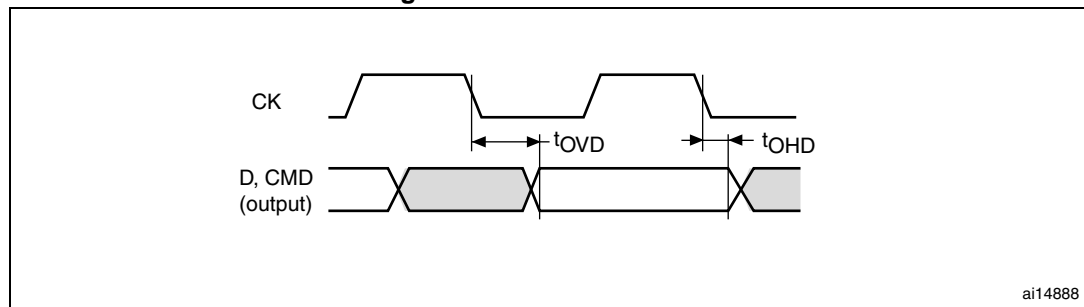 CK
tOVD
tOHD
D, CMD
(output)
ai14888